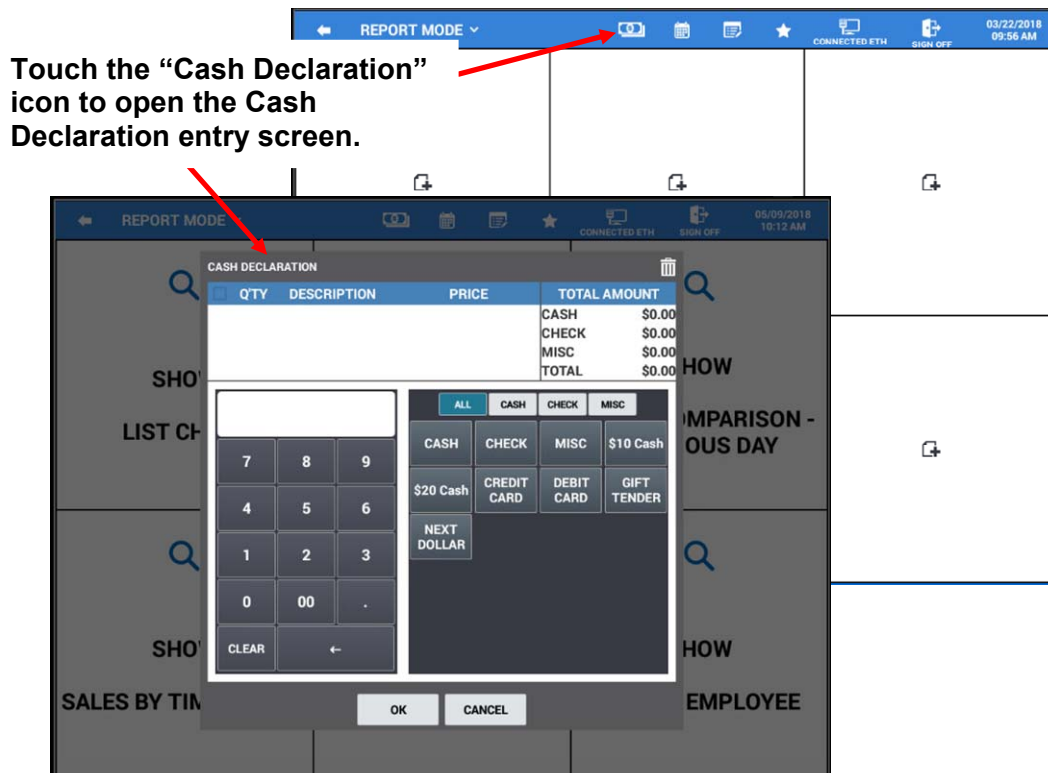 REPORT MODE
CONNECTED ETH
SIGN OFF
03/22/2018
09:56 AM
Touch the “Cash Declaration”
icon to open the Cash
Declaration entry screen.
REPORT MODE
CONNECTED ETH
SIGN OFF
05/09/2018
10:12 AM
CASH DECLARATION
Q'TY DESCRIPTION PRICE TOTAL AMOUNT
CASH $0.00
CHECK $0.00
MISC $0.00
TOTAL $0.00
ALL CASH CHECK MISC
CASH CHECK MISC $10 Cash
$20 Cash CREDIT CARD DEBIT CARD GIFT TENDER
NEXT DOLLAR
7 8 9
4 5 6
1 2 3
0 00 .
CLEAR ←
OK CANCEL
SHO
LIST CH
HOW
MPARISON -
OUS DAY
SHO
SALES BY TIM
HOW
EMPLOYEE